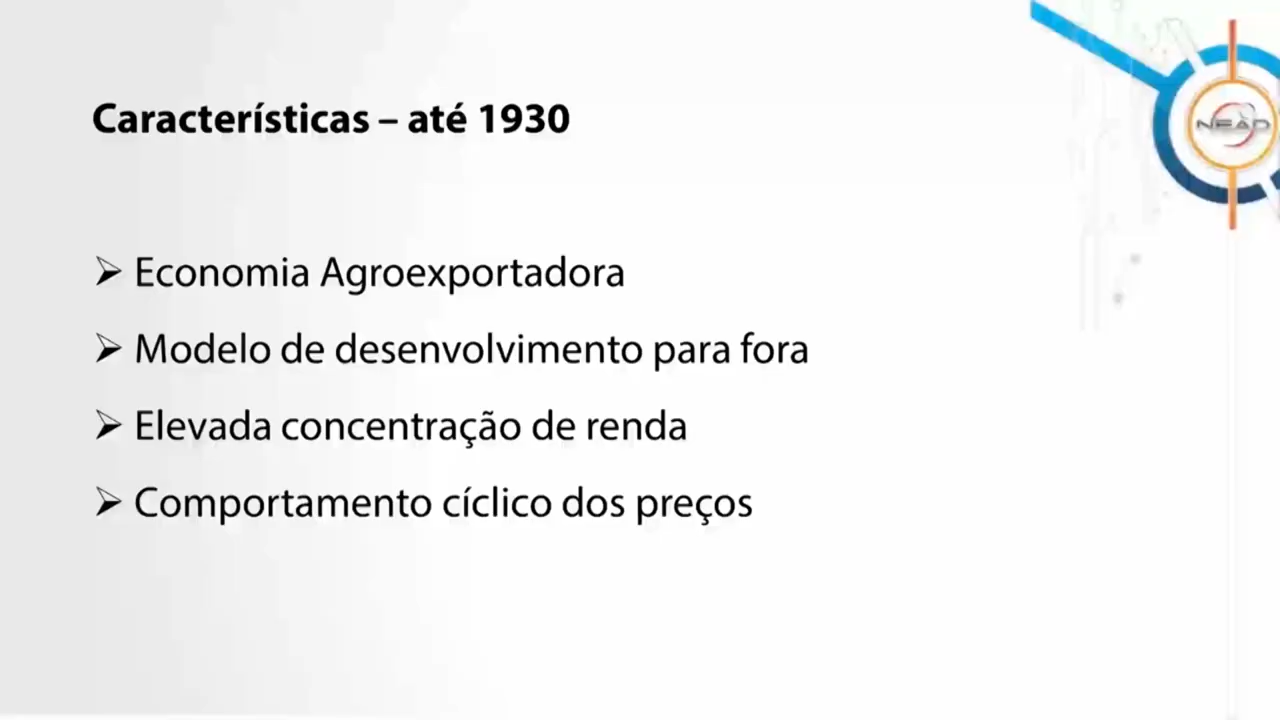 Características – até 1930
NEAD
➢ Economia Agroexportadora
➢ Modelo de desenvolvimento para fora
➢ Elevada concentração de renda
➢ Comportamento cíclico dos preços